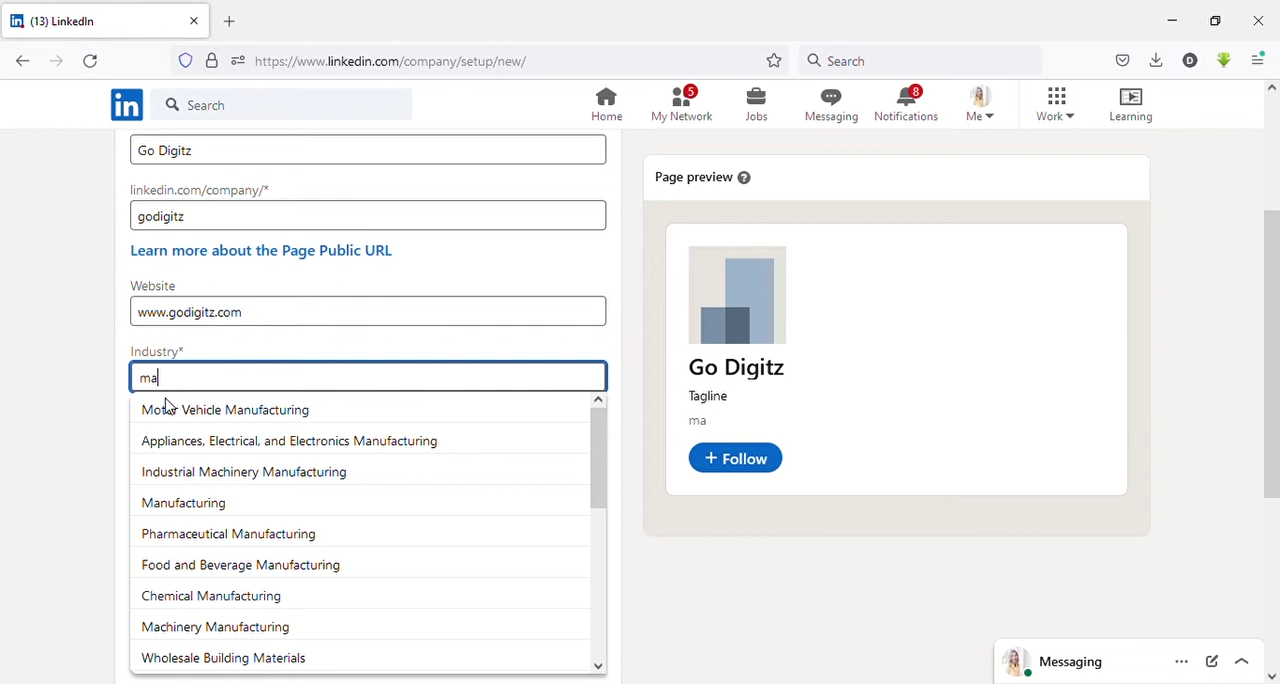 (13) LinkedIn
https://www.linkedin.com/company/setup/new/
Search
D
in
Search
Home
5
My Network
Jobs
Messaging
8
Notifications
Me
Work
Learning
Go Digitz
linkedin.com/company/*
godigitz
Learn more about the Page Public URL
Website
www.godigitz.com
Industry*
ma
Motor Vehicle Manufacturing
Appliances, Electrical, and Electronics Manufacturing
Industrial Machinery Manufacturing
Manufacturing
Pharmaceutical Manufacturing
Food and Beverage Manufacturing
Chemical Manufacturing
Machinery Manufacturing
Wholesale Building Materials
Page preview ?
Go Digitz
Tagline
ma
+ Follow
Messaging